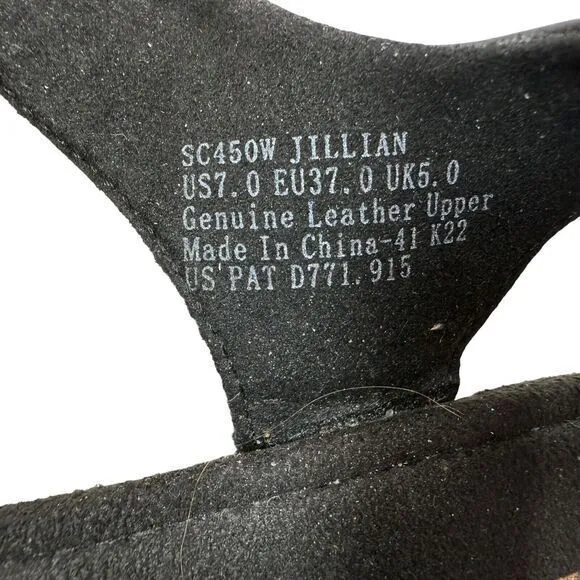 SC450W JILLIAN
US7.0 EU37.0 UK5.0
Genuine Leather Upper
Made In China-41 K22
US'PAT D771.915